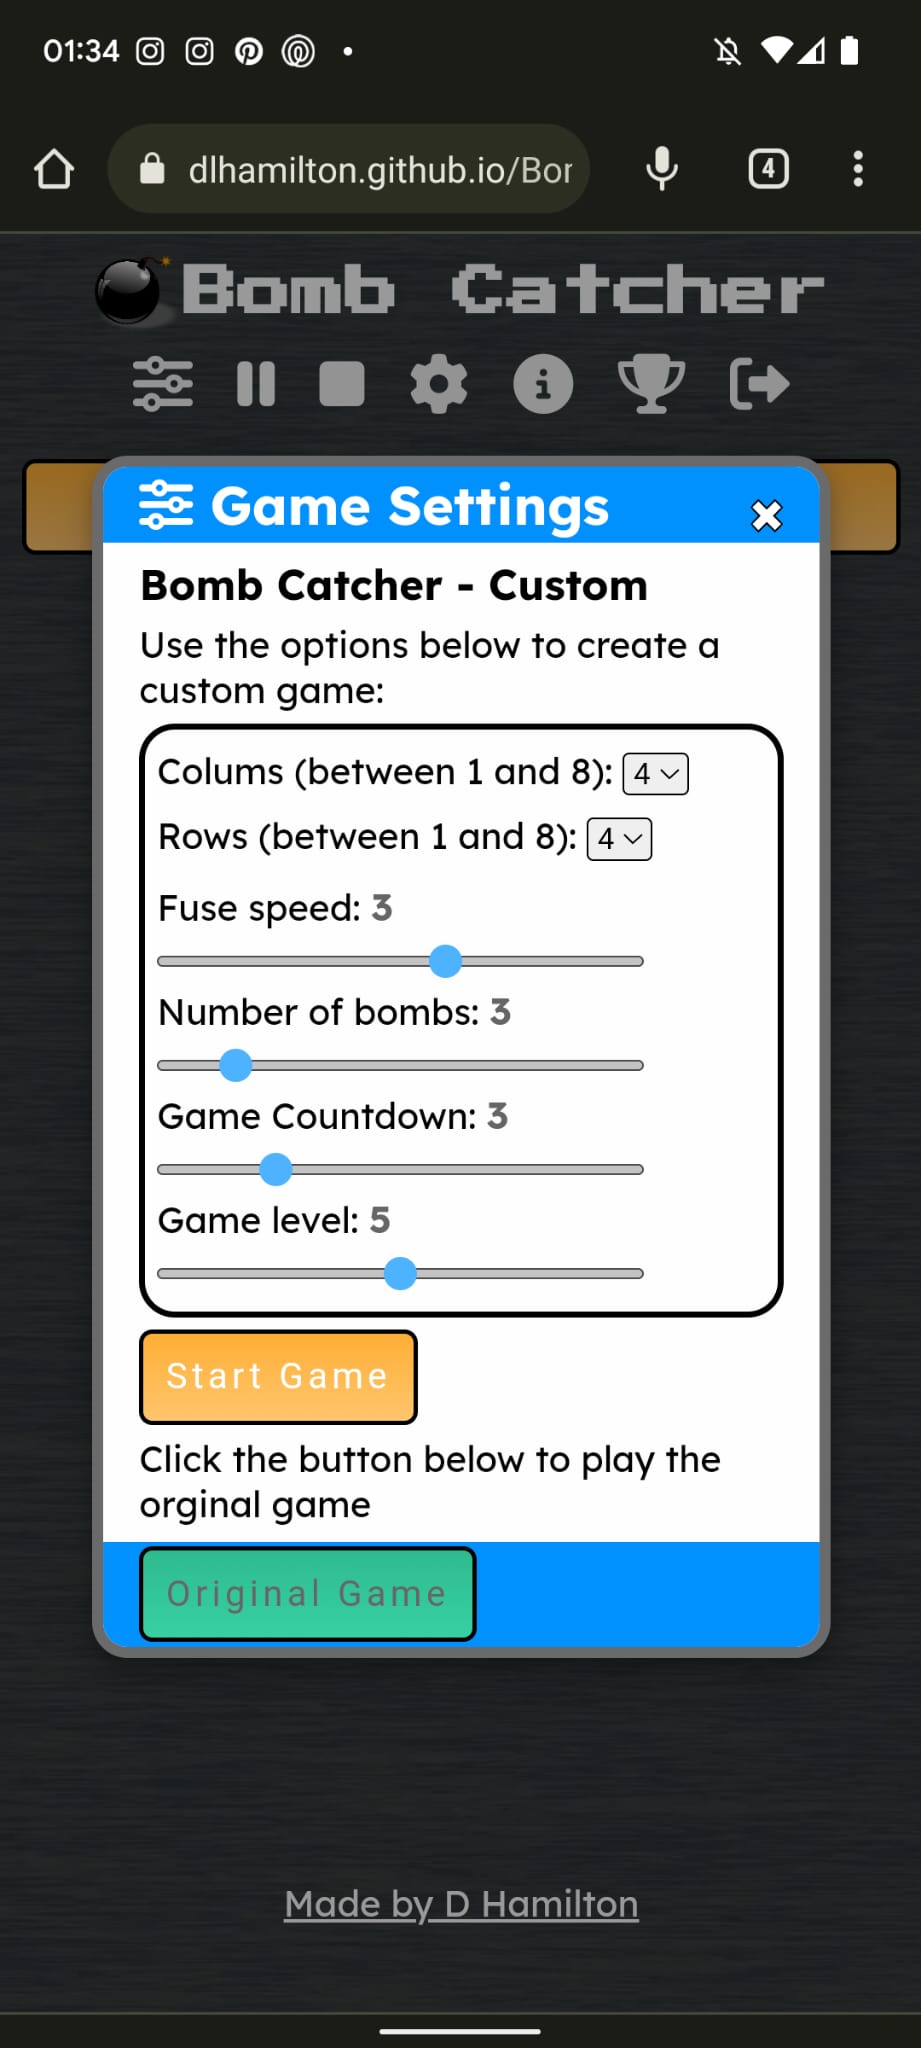 01:34
dlhamilton.github.io/Bor
4
Bomb Catcher
Game Settings
Bomb Catcher - Custom
Use the options below to create a
custom game:
Colums (between 1 and 8): 4
Rows (between 1 and 8): 4
Fuse speed: 3
Number of bombs: 3
Game Countdown: 3
Game level: 5
Start Game
Click the button below to play the
orginal game
Original Game
Made by D Hamilton